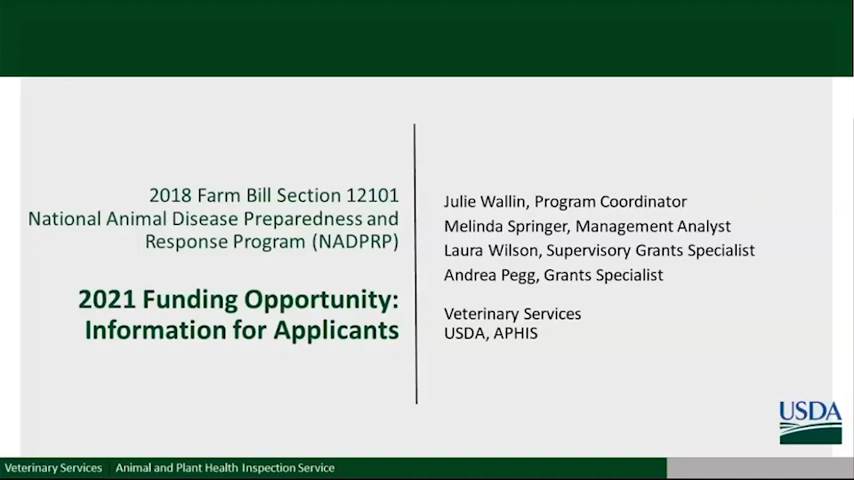 2018 Farm Bill Section 12101
National Animal Disease Preparedness and
Response Program (NADPRP)
2021 Funding Opportunity:
Information for Applicants
Julie Wallin, Program Coordinator
Melinda Springer, Management Analyst
Laura Wilson, Supervisory Grants Specialist
Andrea Pegg, Grants Specialist
Veterinary Services
USDA, APHIS
USDA
Veterinary Services Animal and Plant Health Inspection Service